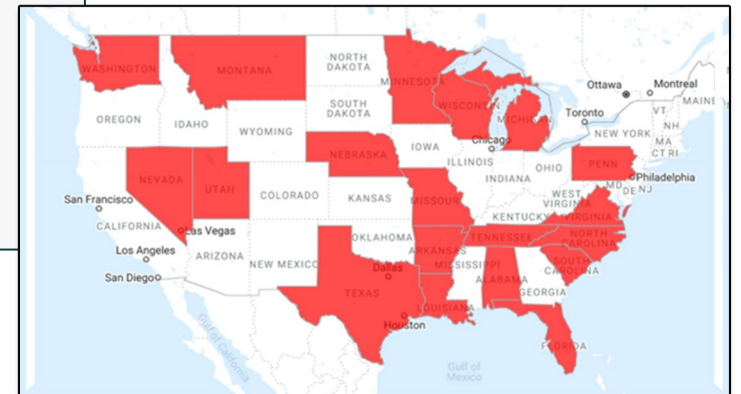 WASHINGTON
MONTANA
NORTH
DAKOTA
MINNESOTA
Ottawa
Montreal
MAINE
SOUTH
DAKOTA
WISCONSIN
MICHIGAN
Toronto
VT
NH
OREGON
IDAHO
WYOMING
NEW YORK
MA
CT RI
Chicago
IOWA
NEBRASKA
ILLINOIS
INDIANA
OHIO
PENN
Philadelphia
NEVADA
UTAH
COLORADO
KANSAS
MISSOURI
WEST
VIRGINIA
MD
DE
NJ
San Francisco
CALIFORNIA
Las Vegas
KENTUCKY
VIRGINIA
Los Angeles
ARIZONA
NEW MEXICO
OKLAHOMA
ARKANSAS
TENNESSEE
NORTH
CAROLINA
San Diego
Dallas
MISSISSIPPI
ALABAMA
SOUTH
CAROLINA
GEORGIA
TEXAS
LOUISIANA
Houston
FLORIDA
Gulf of California
Gulf of
Mexico